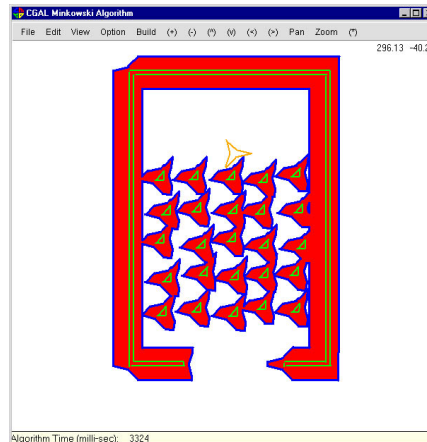 CGAL Minkowski Algorithm
File Edit View Option Build (+) (-) (^) (v) (<) (>) Pan Zoom (*)
296.13 -40.2
Algorithm Time (milli-sec): 3324